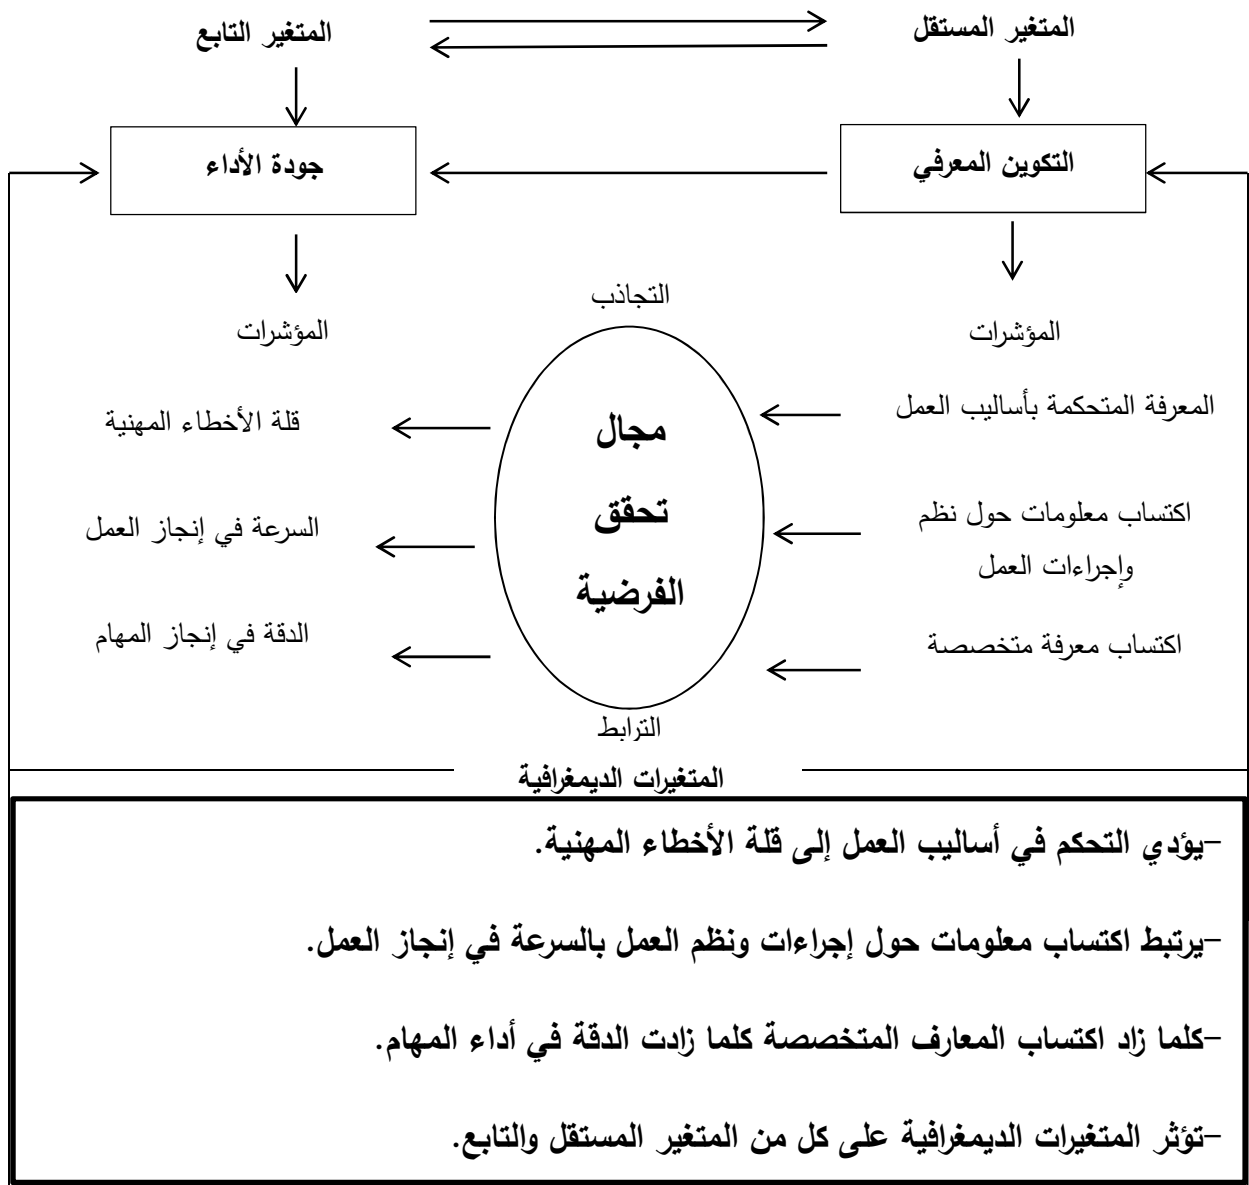 المتغير المستقل
المتغير التابع
التكوين المعرفي
جودة الأداء
التجاذب
المؤشرات
المؤشرات
المعرفة المتحكمة بأساليب العمل
قلة الأخطاء المهنية
مجال
تحقق
الفرضية
اكتساب معلومات حول نظم
وإجراءات العمل
السرعة في إنجاز العمل
اكتساب معرفة متخصصة
الدقة في إنجاز المهام
الترابط
المتغيرات الديمغرافية
-يؤدي التحكم في أساليب العمل إلى قلة الأخطاء المهنية.
-يرتبط اكتساب معلومات حول إجراءات ونظم العمل بالسرعة في إنجاز العمل.
-كلما زاد اكتساب المعارف المتخصصة كلما زادت الدقة في أداء المهام.
-تؤثر المتغيرات الديمغرافية على كل من المتغير المستقل والتابع.